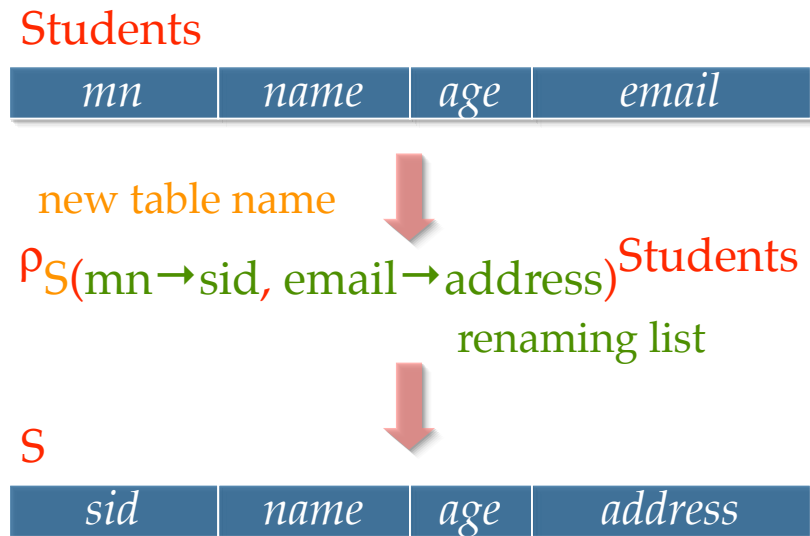 Students
mn name age email
new table name
ρS(mn→sid, email→address)Students
renaming list
S
sid name age address